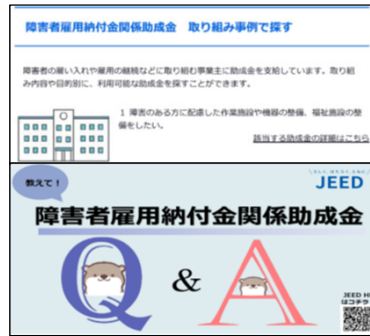 障害者雇用納付金関係助成金 取り組み事例で探す
障害者の雇い入れや雇用の継続などに取り組む事業主に助成金を支給しています。取り組
み内容や目的別に、利用可能な助成金を探すことができます。
1 障害のある方に配慮した作業施設や機器の整備、福祉施設の整
備をしたい。
該当する助成金の詳細はこちら
教えて！
JEED
障害者雇用納付金関係助成金
Q & A
JEED H
はコチラ